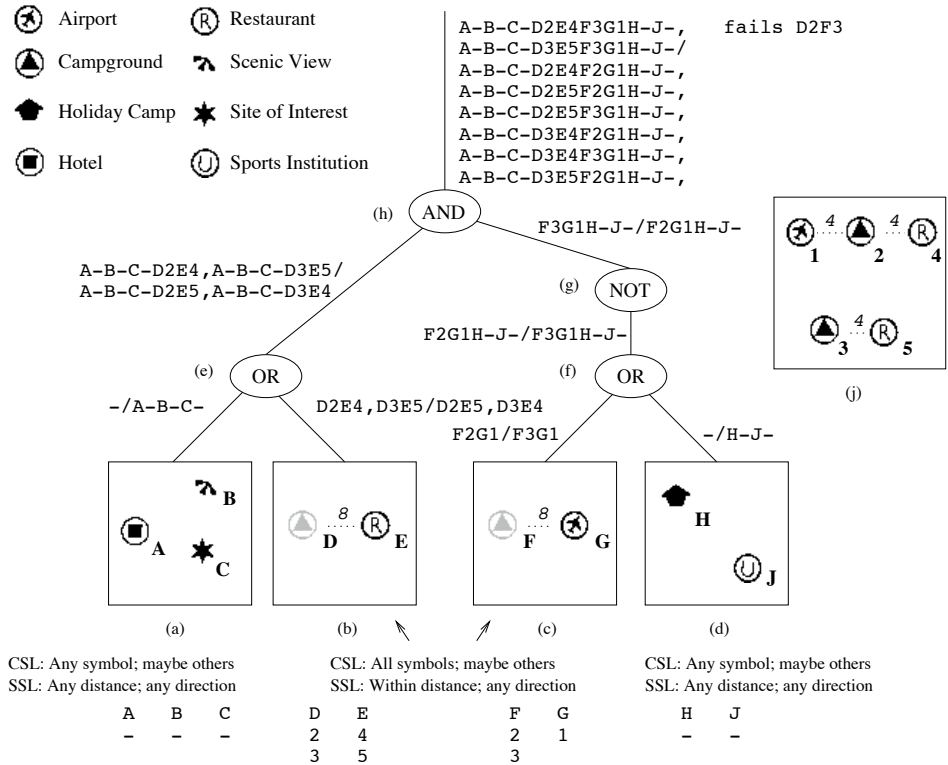 Airport
Restaurant
Campground
Scenic View
Holiday Camp
Site of Interest
Hotel
Sports Institution
A-B-C-D2E4F3G1H-J-, fails D2F3
A-B-C-D3E5F3G1H-J-/
A-B-C-D2E4F2G1H-J-,
A-B-C-D2E5F2G1H-J-,
A-B-C-D2E5F3G1H-J-,
A-B-C-D3E4F2G1H-J-,
A-B-C-D3E4F3G1H-J-,
A-B-C-D3E5F2G1H-J-,
(h) AND
F3G1H-J-/F2G1H-J-
A-B-C-D2E4,A-B-C-D3E5/
A-B-C-D2E5,A-B-C-D3E4
(g) NOT
4 4
1 2 R 4
4
3 R 5
(j)
F2G1H-J-/F3G1H-J-
(e) OR
(f) OR
-/A-B-C-
D2E4,D3E5/D2E5,D3E4
F2G1/F3G1
-/H-J-
B
A
C
8
D R E
8
F G
H
J
(a) (b) (c) (d)
CSL: Any symbol; maybe others
SSL: Any distance; any direction
CSL: All symbols; maybe others
SSL: Within distance; any direction
CSL: Any symbol; maybe others
SSL: Any distance; any direction
A B C
- - -
D E
2 4
3 5
F G
2 1
3
H J
- -